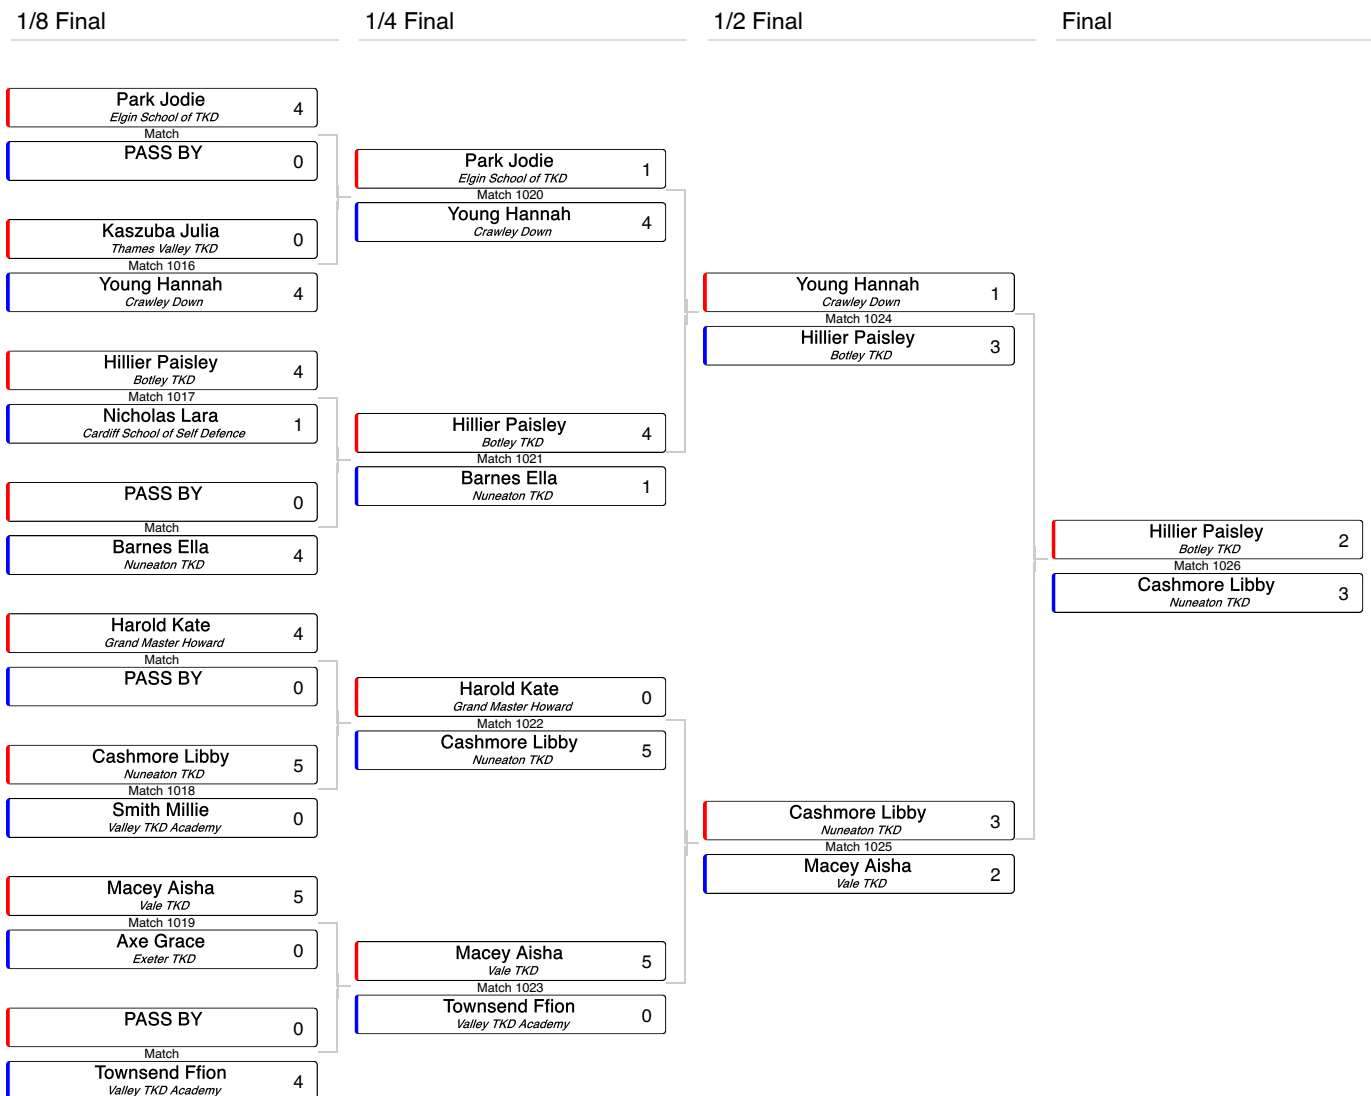 1/8 Final
1/4 Final
1/2 Final
Final
Park Jodie 4
Elgin School of TKD
Match
PASS BY 0
Kaszuba Julia 0
Thames Valley TKD
Match 1016
Young Hannah 4
Crawley Down
Hillier Paisley 4
Botley TKD
Match 1017
Nicholas Lara 1
Cardiff School of Self Defence
PASS BY 0
Match
Barnes Ella 4
Nuneaton TKD
Harold Kate 4
Grand Master Howard
Match
PASS BY 0
Cashmore Libby 5
Nuneaton TKD
Match 1018
Smith Millie 0
Valley TKD Academy
Macey Aisha 5
Vale TKD
Match 1019
Axe Grace 0
Exeter TKD
PASS BY 0
Match
Townsend Ffion 4
Valley TKD Academy
Park Jodie 1
Elgin School of TKD
Match 1020
Young Hannah 4
Crawley Down
Hillier Paisley 4
Botley TKD
Match 1021
Barnes Ella 1
Nuneaton TKD
Harold Kate 0
Grand Master Howard
Match 1022
Cashmore Libby 5
Nuneaton TKD
Macey Aisha 5
Vale TKD
Match 1023
Townsend Ffion 0
Valley TKD Academy
Young Hannah 1
Crawley Down
Match 1024
Hillier Paisley 3
Botley TKD
Cashmore Libby 3
Nuneaton TKD
Match 1025
Macey Aisha 2
Vale TKD
Hillier Paisley 2
Botley TKD
Match 1026
Cashmore Libby 3
Nuneaton TKD